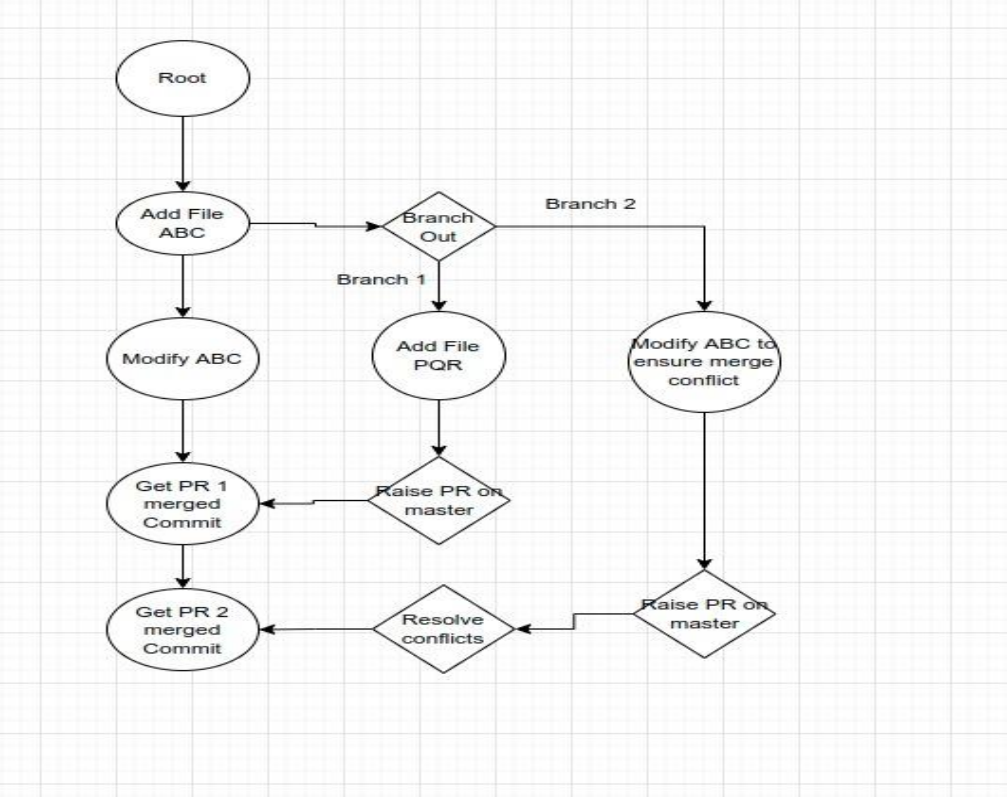 Root
Add File
ABC
Branch
Out
Branch 2
Branch 1
Modify ABC
Add File
PQR
Modify ABC to
ensure merge
conflict
Get PR 1
merged
Commit
Raise PR on
master
Get PR 2
merged
Commit
Resolve
conflicts
Raise PR on
master